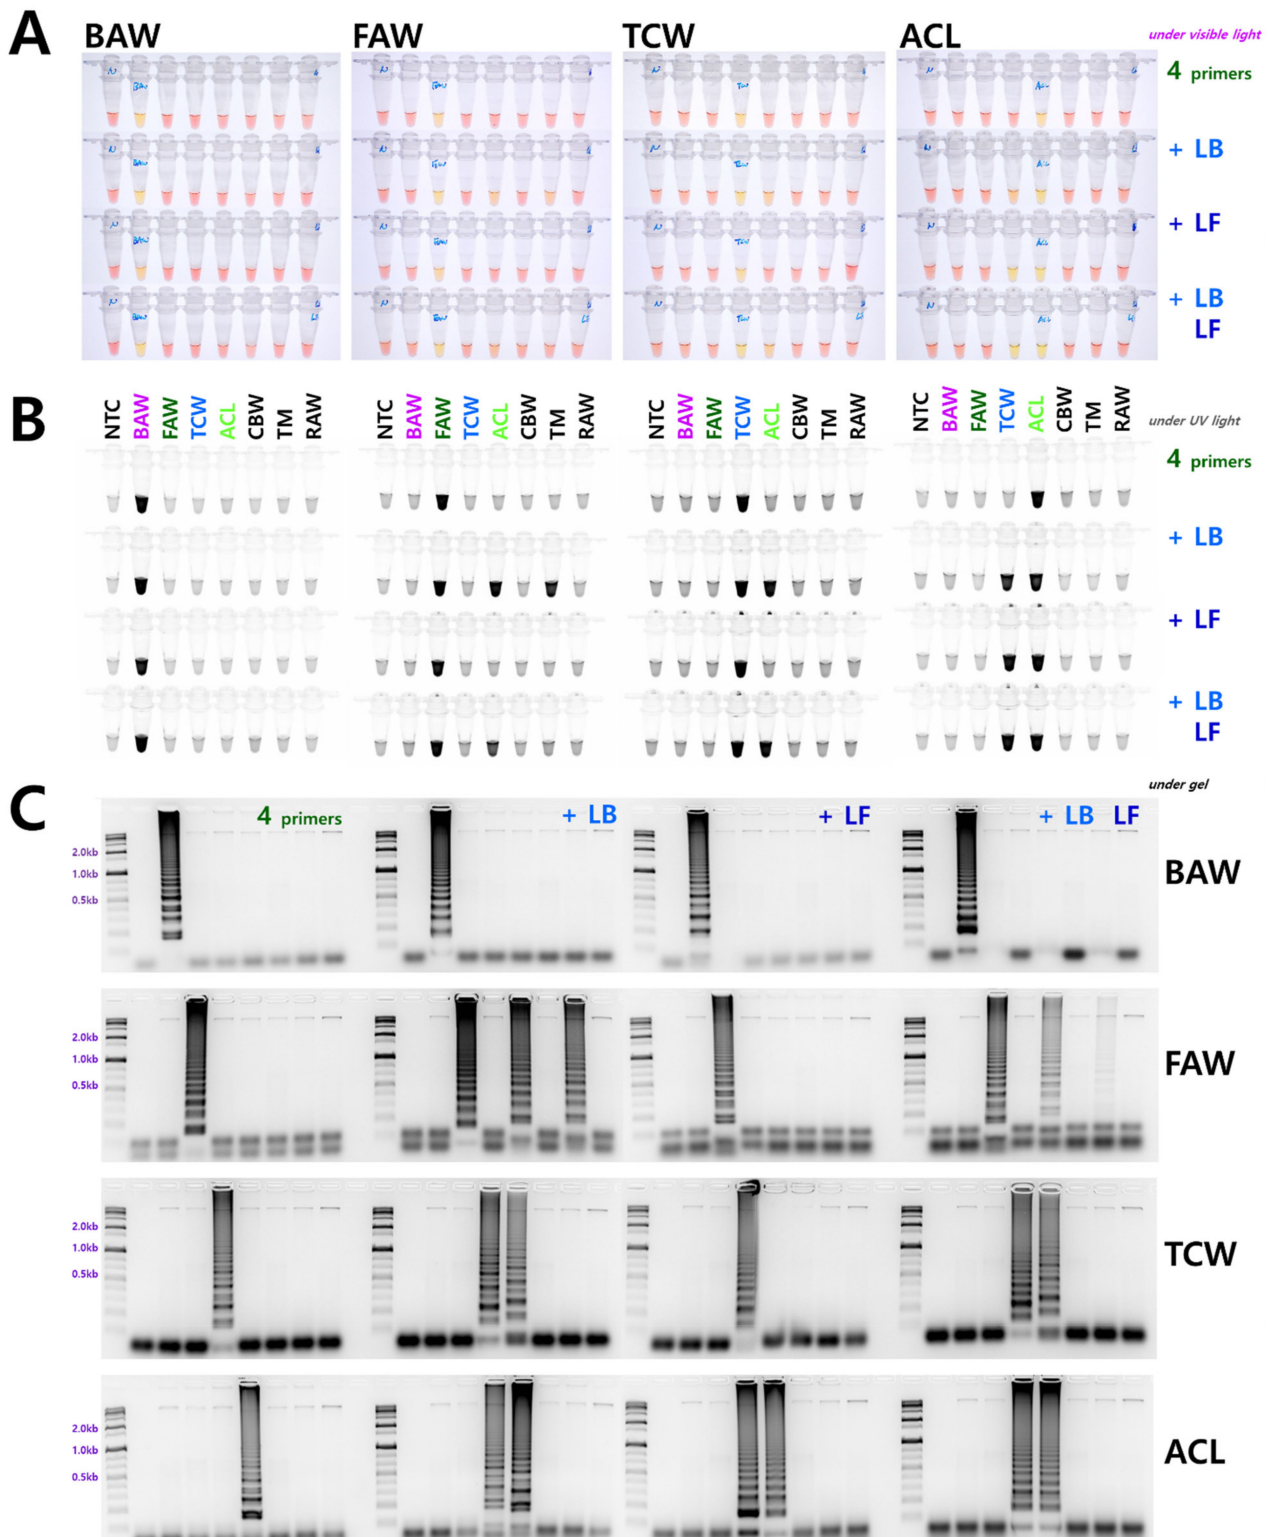 A
BAW FAW TCW ACL
under visible light
4 primers
+ LB
+ LF
+ LB
LF
B
NTC BAW FAW TCW ACL CBW TM RAW
NTC BAW FAW TCW ACL CBW TM RAW
NTC BAW FAW TCW ACL CBW TM RAW
NTC BAW FAW TCW ACL CBW TM RAW
under UV light
4 primers
+ LB
+ LF
+ LB
LF
C
under gel
4 primers + LB + LF + LB LF
2.0kb
1.0kb
0.5kb
BAW
2.0kb
1.0kb
0.5kb
FAW
2.0kb
1.0kb
0.5kb
TCW
2.0kb
1.0kb
0.5kb
ACL